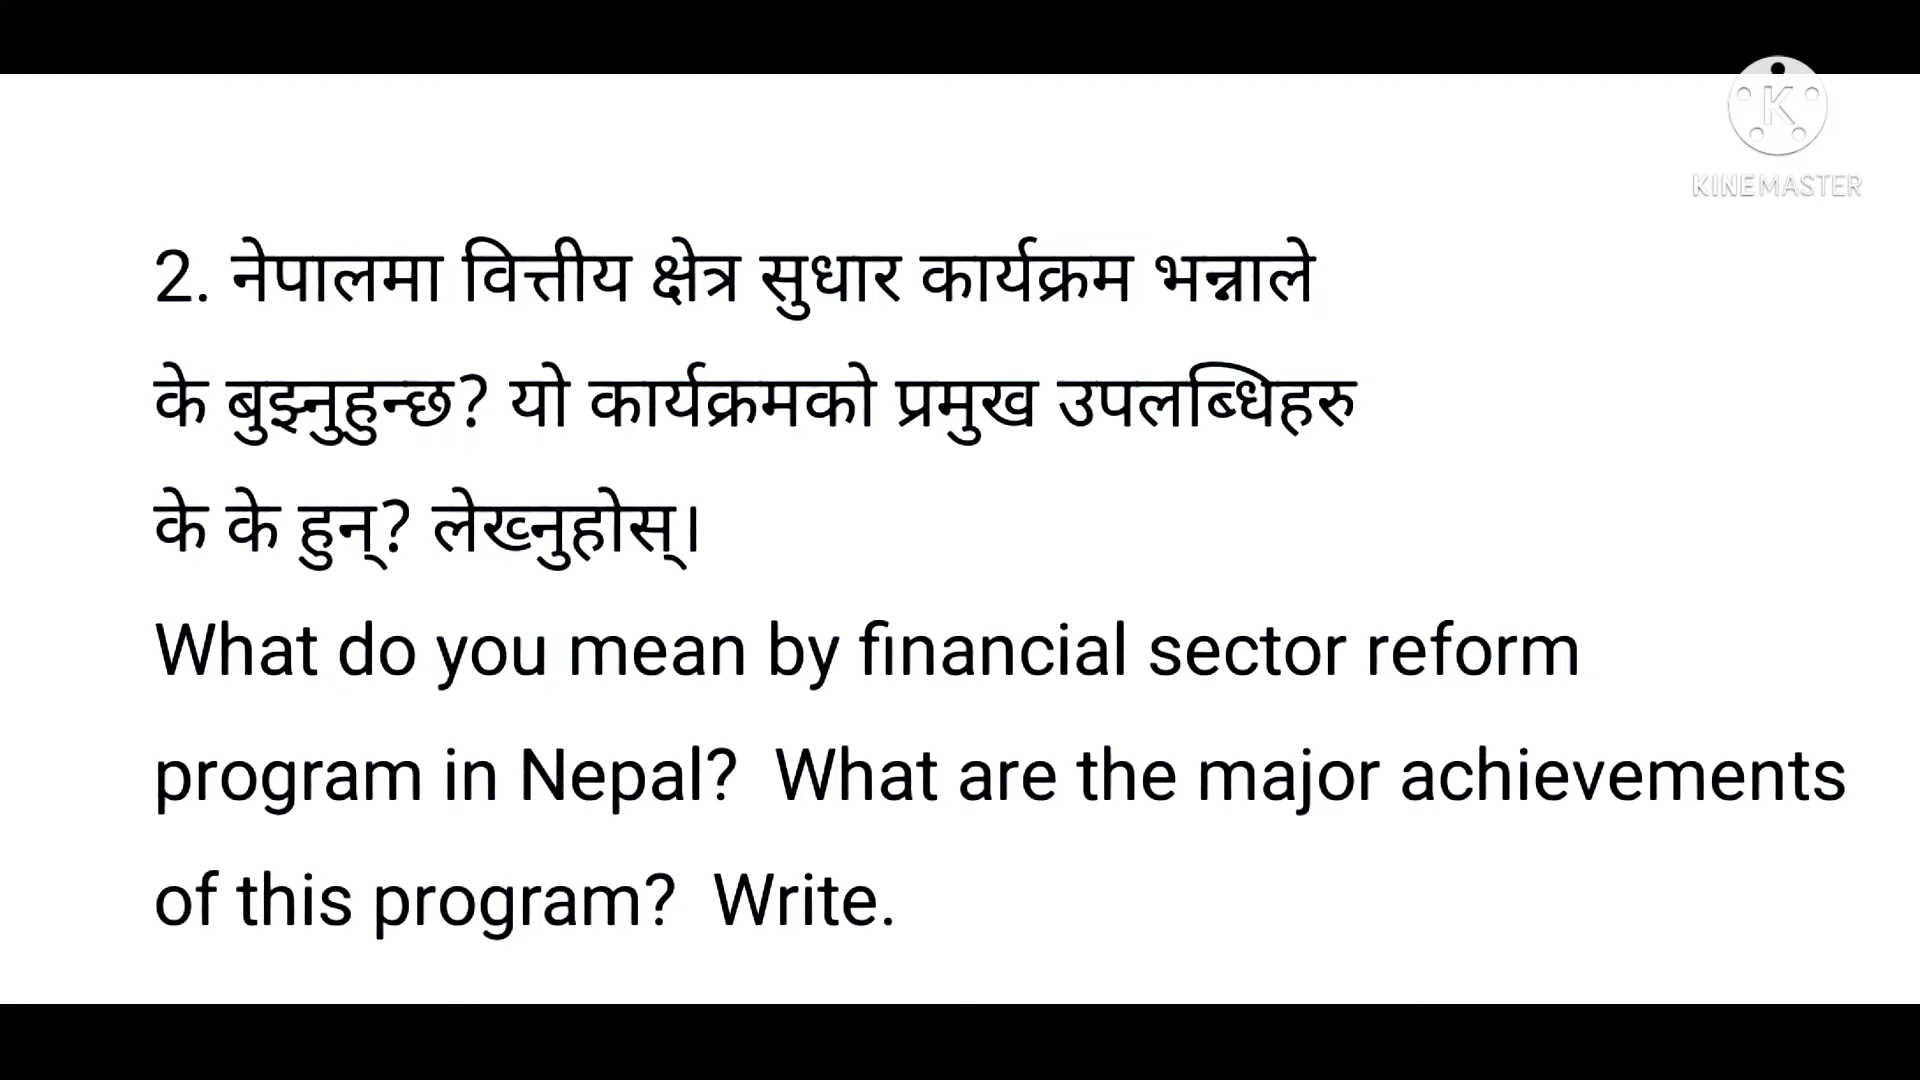 K
KINEMASTER
2. नेपालमा वित्तीय क्षेत्र सुधार कार्यक्रम भन्नाले
के बुझ्नुहुन्छ? यो कार्यक्रमको प्रमुख उपलब्धिहरु
के के हुन्? लेख्नुहोस्।
What do you mean by financial sector reform
program in Nepal? What are the major achievements
of this program? Write.